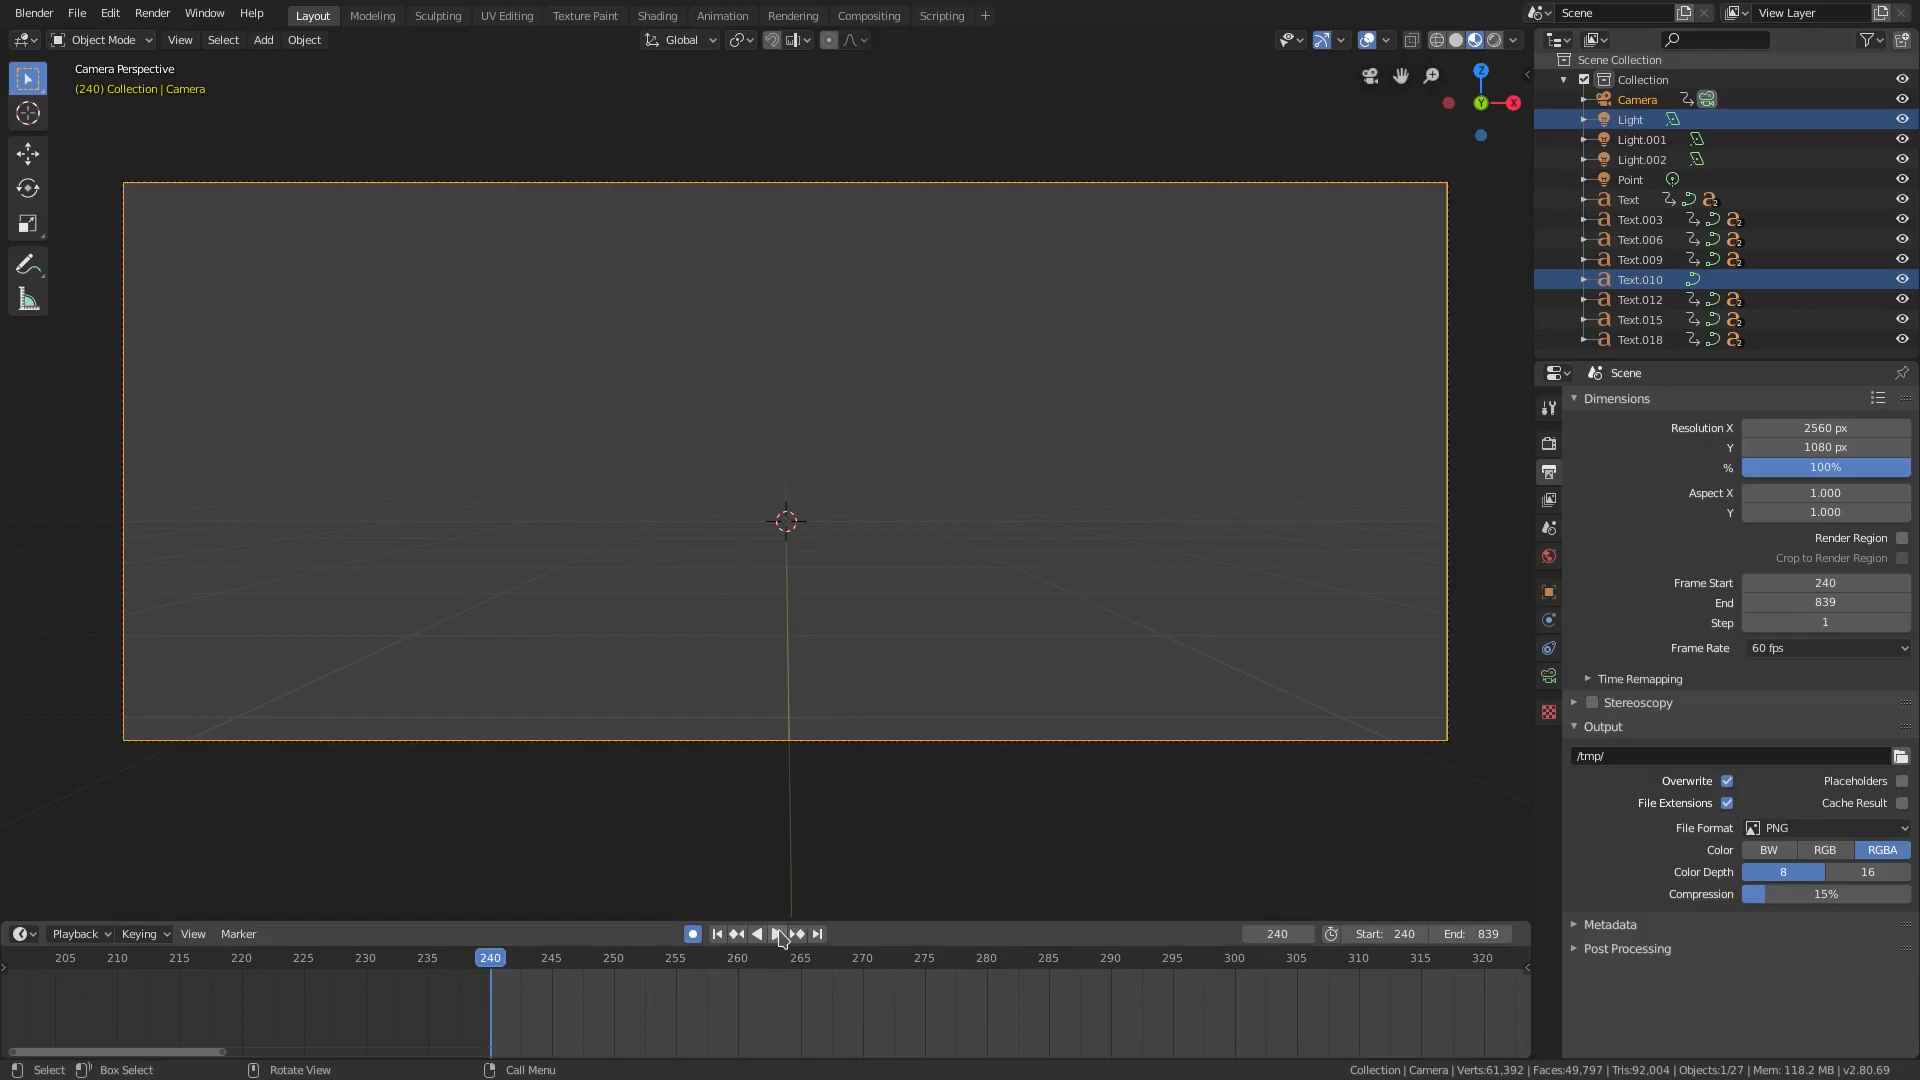 Blender File Edit Render Window Help Layout Modeling Sculpting UV Editing Texture Paint Shading Animation Rendering Compositing Scripting + Scene View Layer
Object Mode View Select Add Object Global
Camera Perspective
(240) Collection | Camera
Z
Y X
Scene Collection
Collection
Camera
Light
Light.001
Light.002
Point
Text 2
Text.003 2
Text.006 2
Text.009 2
Text.010
Text.012 2
Text.015 2
Text.018 2
Scene
Dimensions
Resolution X 2560 px
Y 1080 px
% 100%
Aspect X 1.000
Y 1.000
Render Region
Crop to Render Region
Frame Start 240
End 839
Step 1
Frame Rate 60 fps
Time Remapping
Stereoscopy
Output
/tmp/
Overwrite Placeholders
File Extensions Cache Result
File Format PNG
Color BW RGB RGBA
Color Depth 8 16
Compression 15%
Metadata
Post Processing
Playback Keying View Marker 240 Start: 240 End: 839
205 210 215 220 225 230 235 240 245 250 255 260 265 270 275 280 285 290 295 300 305 310 315 320
Select Box Select Rotate View Call Menu Collection | Camera | Verts:61,392 | Faces:49,797 | Tris:92,004 | Objects:1/27 | Mem: 118.2 MB | v2.80.69